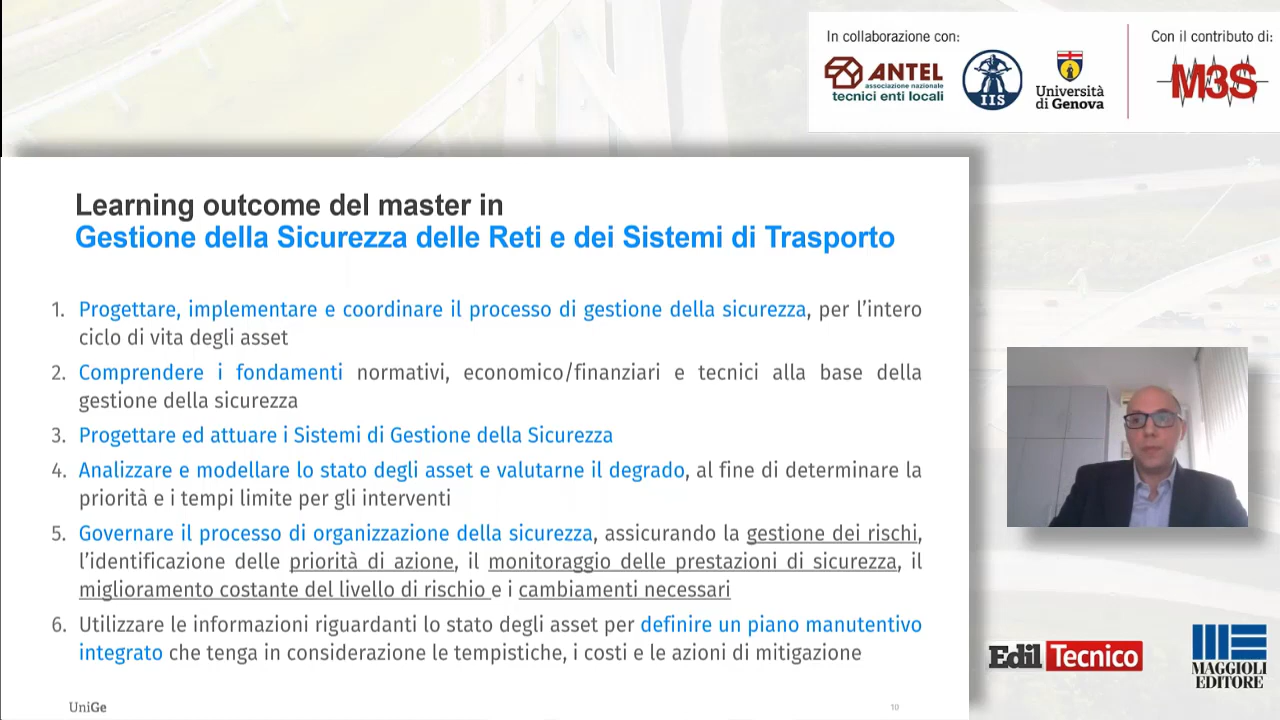 In collaborazione con:
Con il contributo di:
ANTEL
associazione nazionale
tecnici enti locali
IIS
Università
di Genova
M3S
Learning outcome del master in
Gestione della Sicurezza delle Reti e dei Sistemi di Trasporto
1. Progettare, implementare e coordinare il processo di gestione della sicurezza, per l'intero
ciclo di vita degli asset
2. Comprendere i fondamenti normativi, economico/finanziari e tecnici alla base della
gestione della sicurezza
3. Progettare ed attuare i Sistemi di Gestione della Sicurezza
4. Analizzare e modellare lo stato degli asset e valutarne il degrado, al fine di determinare la
priorità e i tempi limite per gli interventi
5. Governare il processo di organizzazione della sicurezza, assicurando la gestione dei rischi,
l'identificazione delle priorità di azione, il monitoraggio delle prestazioni di sicurezza, il
miglioramento costante del livello di rischio e i cambiamenti necessari
6. Utilizzare le informazioni riguardanti lo stato degli asset per definire un piano manutentivo
integrato che tenga in considerazione le tempistiche, i costi e le azioni di mitigazione
UniGe
10
Edil Tecnico
MAGGIOLI
EDITORE